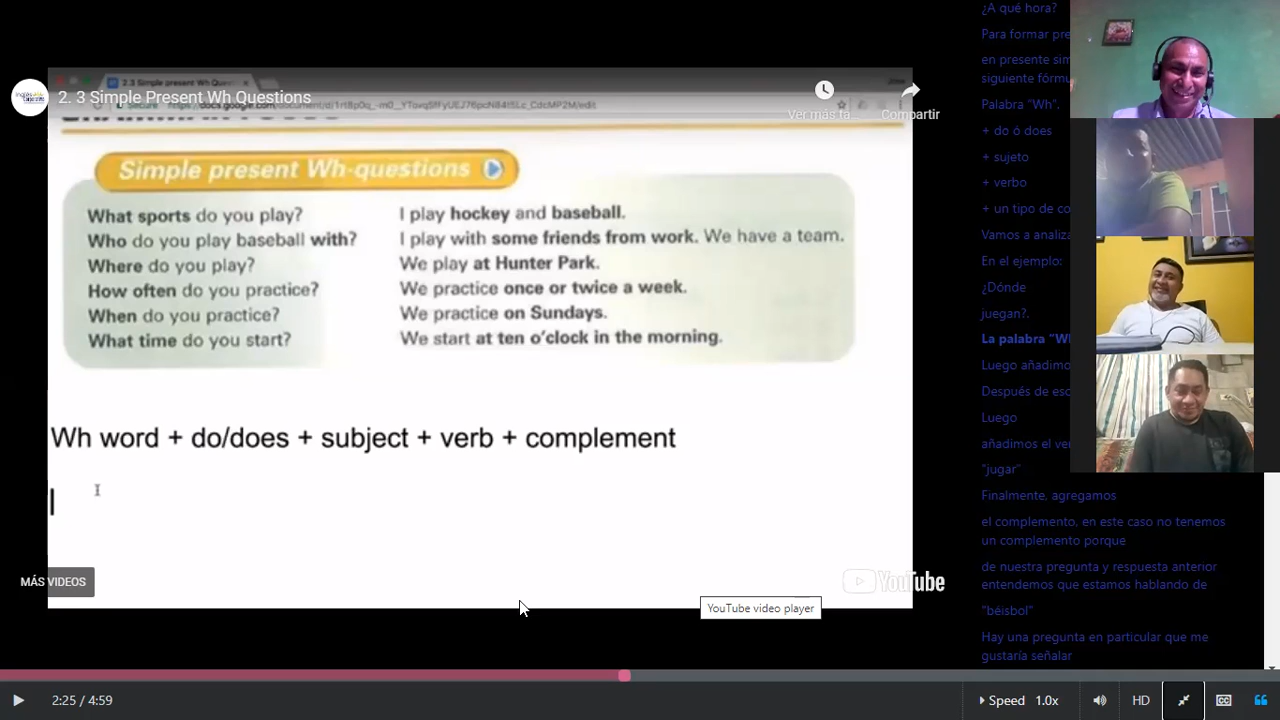 2. 3 Simple Present Wh Questions
Ver más ta...
Compartir
Simple present Wh-questions
What sports do you play? I play hockey and baseball.
Who do you play baseball with? I play with some friends from work. We have a team.
Where do you play? We play at Hunter Park.
How often do you practice? We practice once or twice a week.
When do you practice? We practice on Sundays.
What time do you start? We start at ten o'clock in the morning.
Wh word + do/does + subject + verb + complement
MÁS VIDEOS
YouTube
YouTube video player
2:25 / 4:59
Speed 1.0x
HD
¿A qué hora?
Para formar
en presente
siguiente
Palabra "Wh".
+ do ó does
+ sujeto
+ verbo
+ un tipo de
Vamos a
En el ejemplo:
¿Dónde
juegan?.
La palabra
Luego añadimos
Después de
Luego
añadimos el
"jugar"
Finalmente, agregamos
el complemento, en este caso no tenemos
un complemento porque
de nuestra pregunta y respuesta anterior
entendemos que estamos hablando de
"béisbol"
Hay una pregunta en particular que me
gustaría señalar